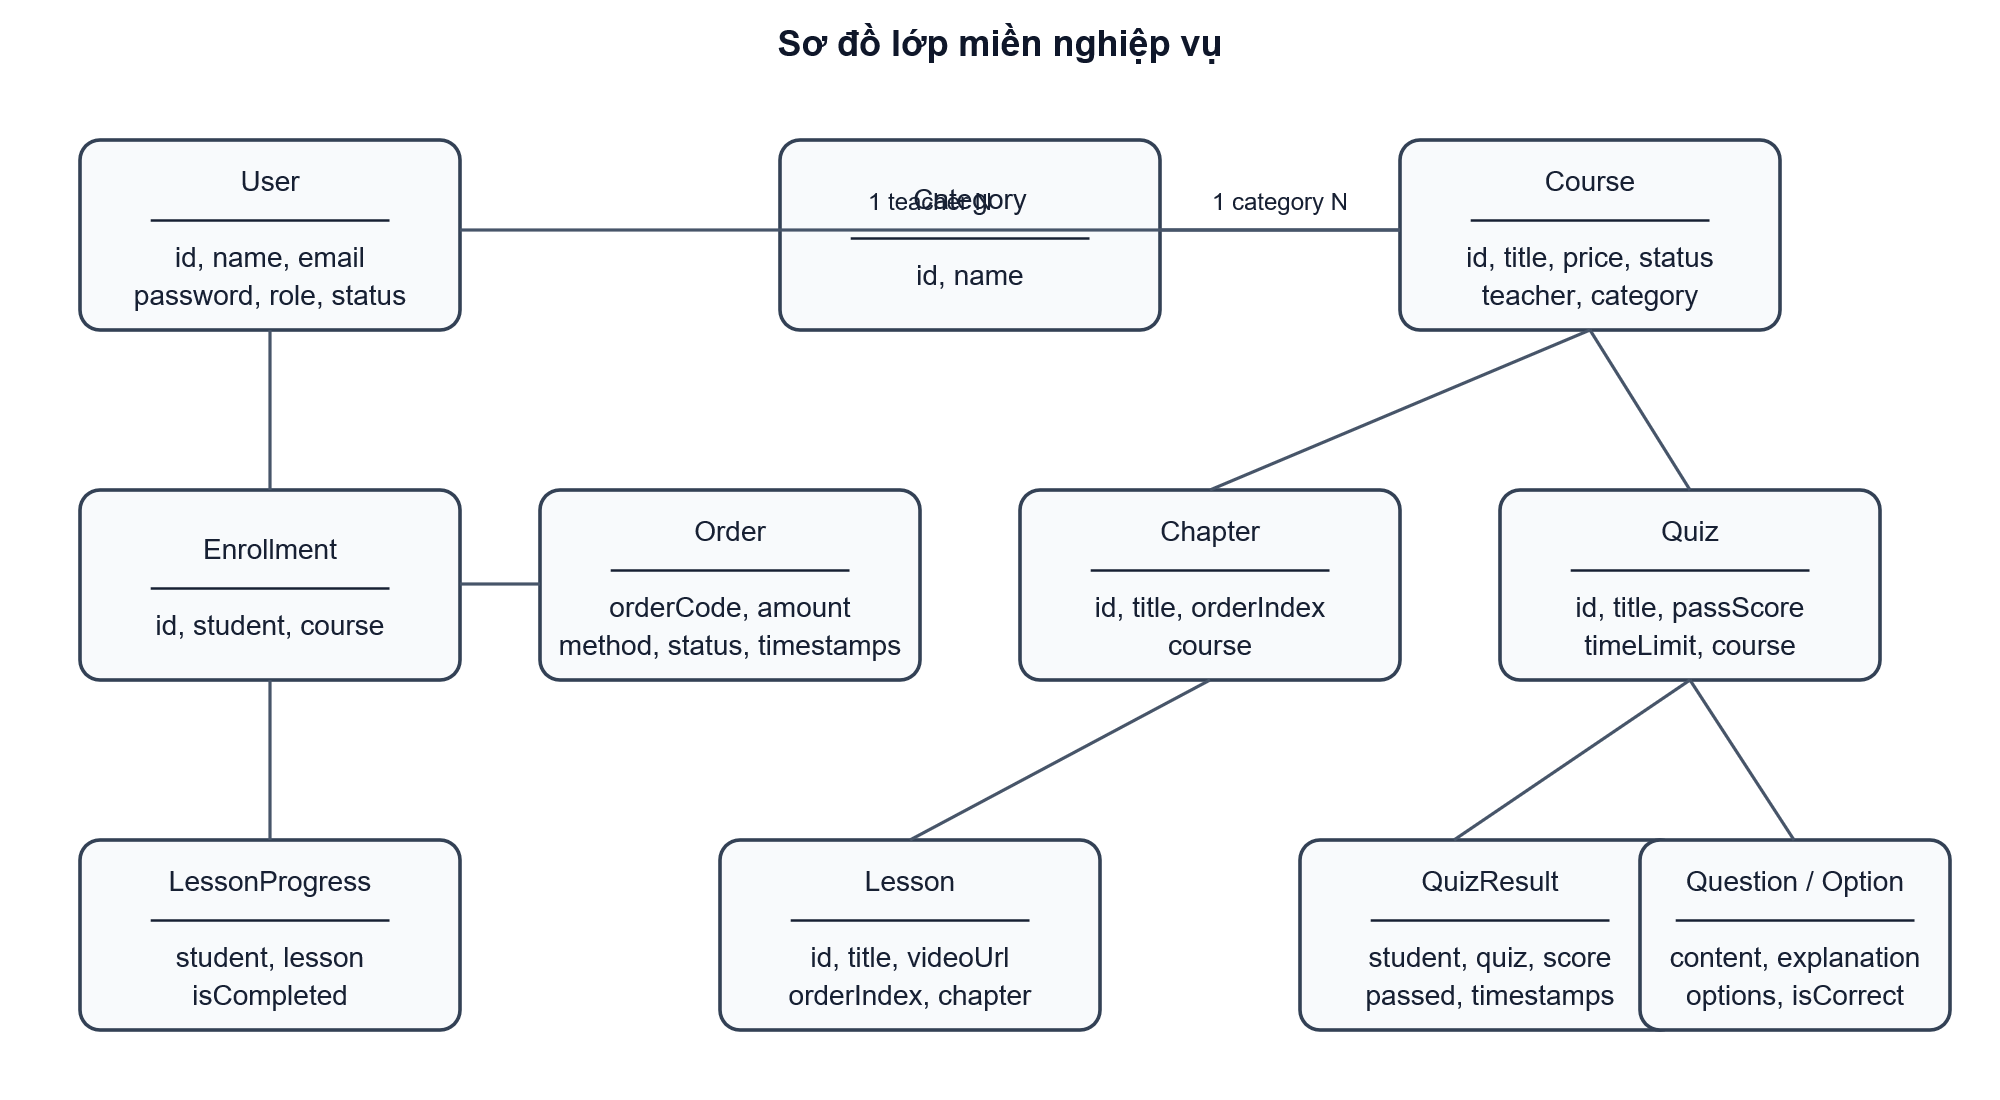 Sơ đồ lớp miền nghiệp vụ
User
id, name, email
password, role, status
1 teacher N
Category
id, name
1 category N
Course
id, title, price, status
teacher, category
Enrollment
id, student, course
Order
orderCode, amount
method, status, timestamps
Chapter
id, title, orderIndex
course
Quiz
id, title, passScore
timeLimit, course
LessonProgress
student, lesson
isCompleted
Lesson
id, title, videoUrl
orderIndex, chapter
QuizResult
student, quiz, score
passed, timestamps
Question / Option
content, explanation
options, isCorrect